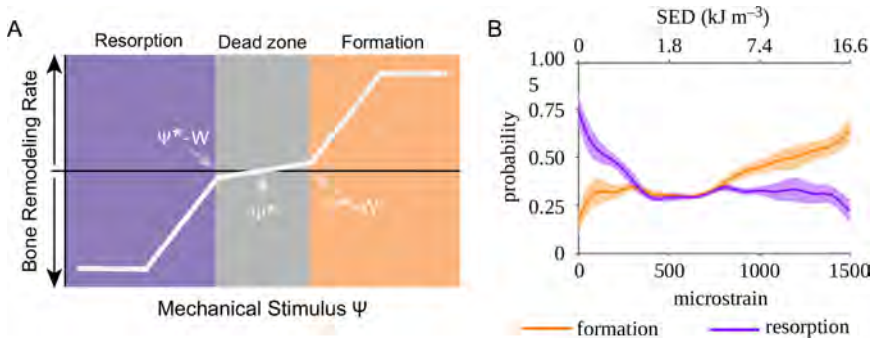 A
Resorption
Dead zone
Formation
Bone Remodeling Rate
Ψ*-W
Ψ*
Mechanical Stimulus Ψ
B
SED (kJ m–3)
0
1.8
7.4
16.6
probability
1.00
5
0.75
0.50
0.25
0
0
500
1000
1500
microstrain
formation
resorption